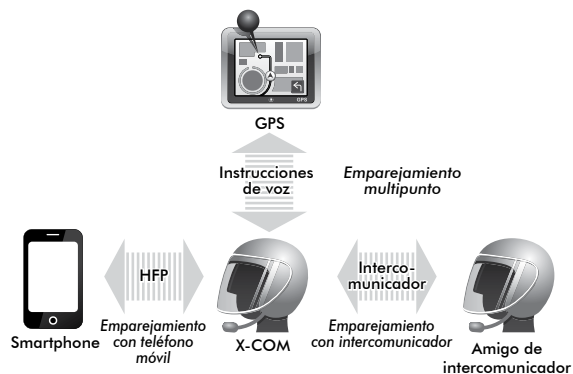 GPS
GPS
Instrucciones
de voz
Emparejamiento
multipunto
HFP
Interco-
municador
Smartphone
Emparejamiento
con teléfono
móvil
X-COM
Emparejamiento
con intercomunicador
Amigo de
intercomunicador